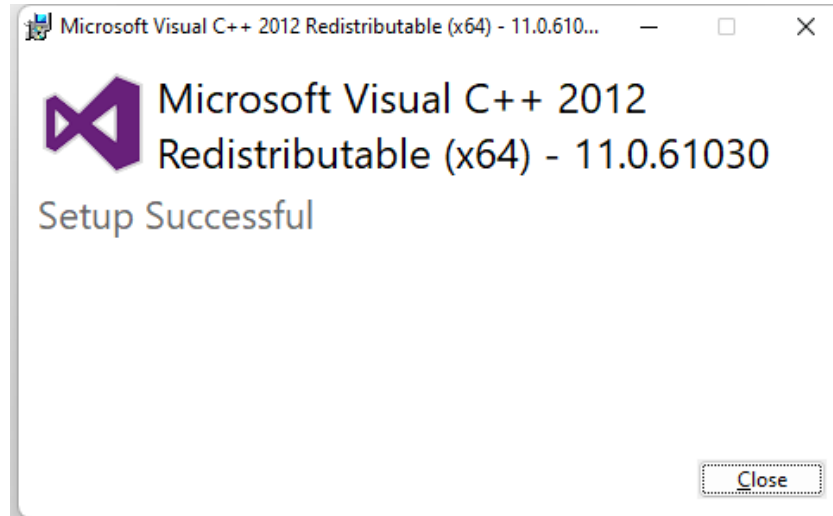 Microsoft Visual C++ 2012 Redistributable (x64) - 11.0.610...
Microsoft Visual C++ 2012
Redistributable (x64) - 11.0.61030
Setup Successful
Close